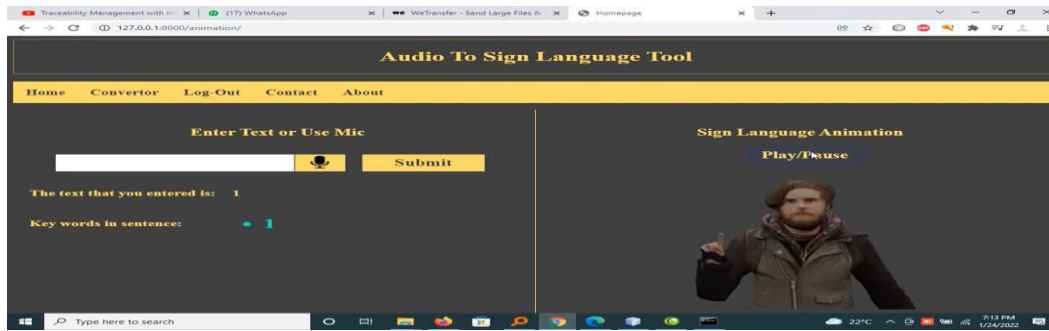 Traceability Management with In
(17) WhatsApp
WeTransfer - Send Large Files &
Homepage
127.0.0.1:8000/animation/
Audio To Sign Language Tool
Home Convertor Log-Out Contact About
Enter Text or Use Mic
Submit
The text that you entered is: 1
Key words in sentence: • 1
Sign Language Animation
Play/Pause
Type here to search
22°C
7:13 PM
1/24/2022